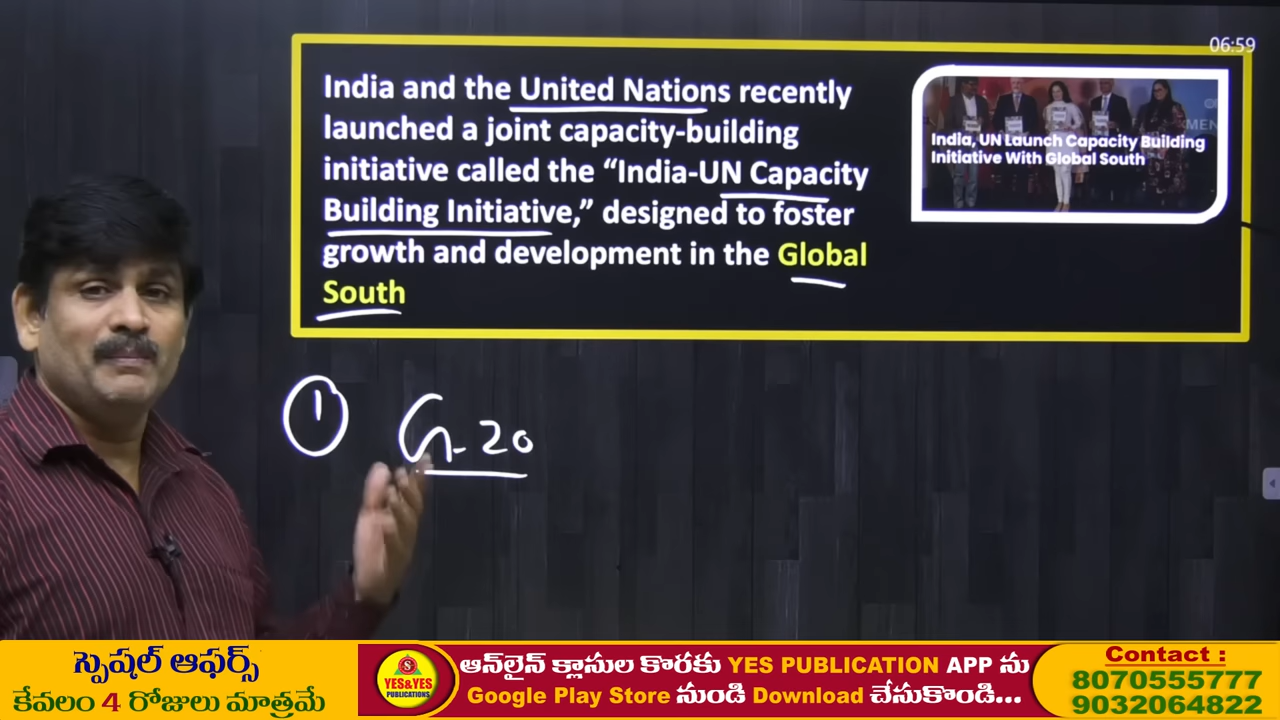 06:59
India and the United Nations recently
launched a joint capacity-building
initiative called the “India-UN Capacity
Building Initiative,” designed to foster
growth and development in the Global
South
India, UN Launch Capacity Building
Initiative With Global South
1 G-20
స్పెషల్ ఆఫర్స్
కేవలం 4 రోజులు మాత్రమే
S
YES&YES
PUBLICATIONS
ఆన్‌లైన్ క్లాసుల కొరకు YES PUBLICATION APP ను
Google Play Store నుండి Download చేసుకొండి...
Contact :
8070555777
9032064822